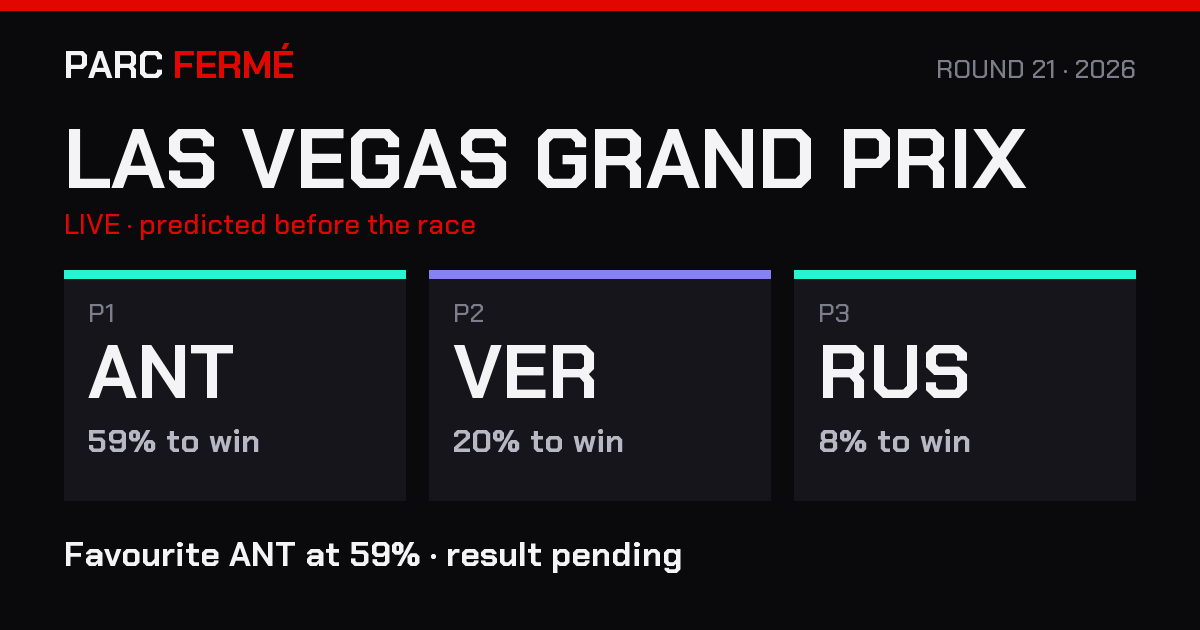 PARC FERMÉ
ROUND 21 · 2026
LAS VEGAS GRAND PRIX
LIVE · predicted before the race
P1
ANT
59% to win
P2
VER
20% to win
P3
RUS
8% to win
Favourite ANT at 59% · result pending